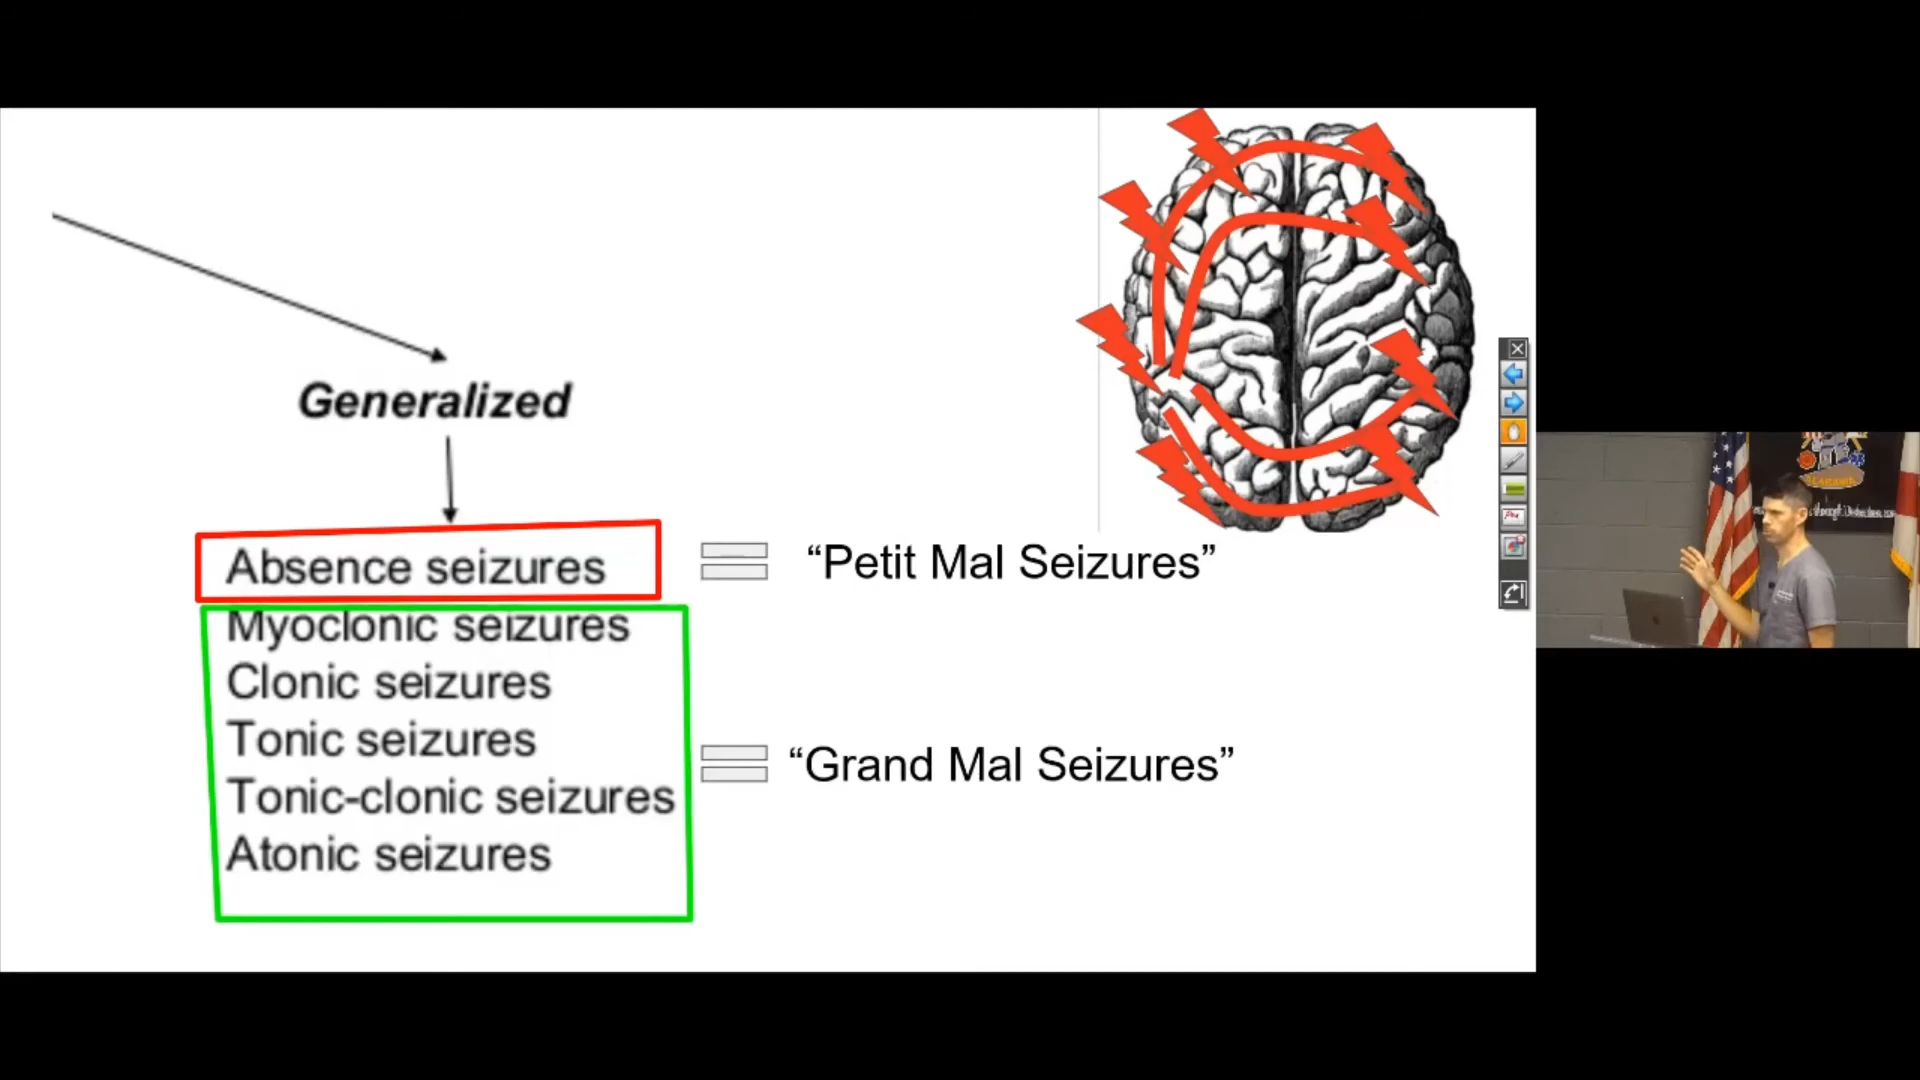 Generalized
Absence seizures
“Petit Mal Seizures”
Myoclonic seizures
Clonic seizures
Tonic seizures
“Grand Mal Seizures”
Tonic-clonic seizures
Atonic seizures